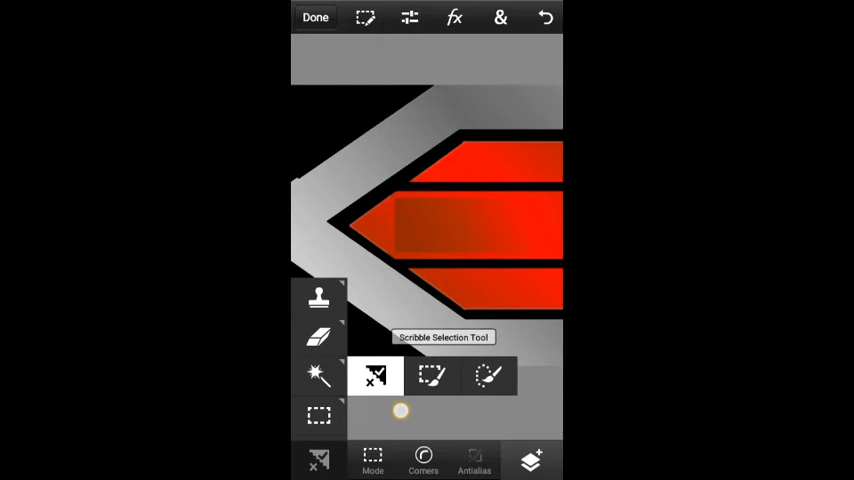 Done
fx
&
Scribble Selection Tool
Mode
Corners
Antialias